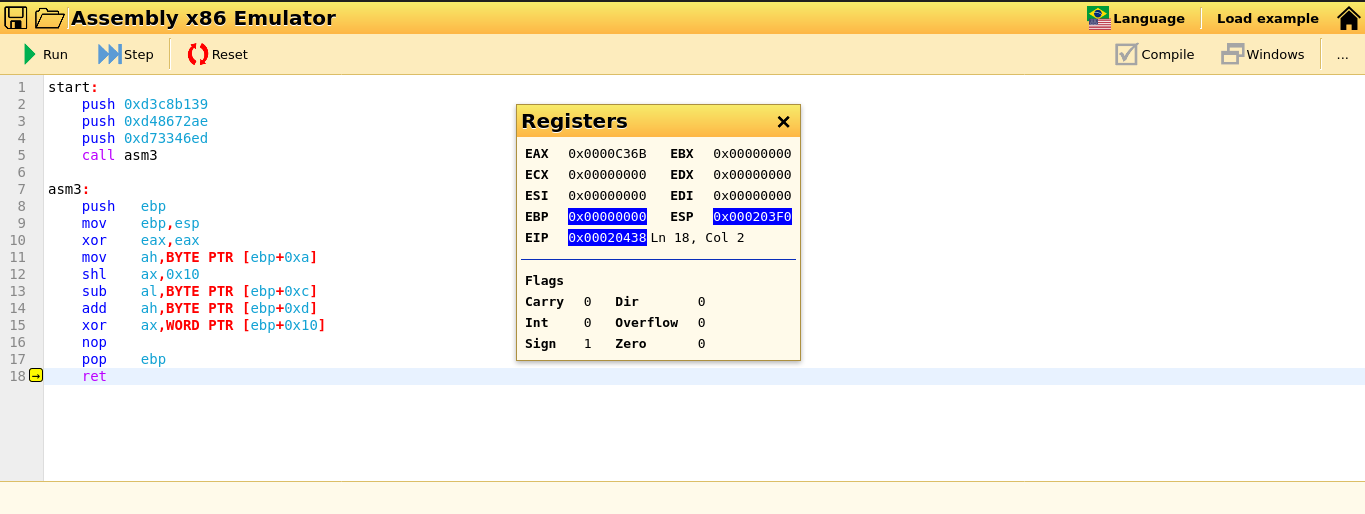 Assembly x86 Emulator Language Load example
Run Step Reset Compile Windows ...
1 start:
2 push 0xd3c8b139
3 push 0xd48672ae
4 push 0xd73346ed
5 call asm3
6
7 asm3:
8 push ebp
9 mov ebp,esp
10 xor eax,eax
11 mov ah,BYTE PTR [ebp+0xa]
12 shl ax,0x10
13 sub al,BYTE PTR [ebp+0xc]
14 add ah,BYTE PTR [ebp+0xd]
15 xor ax,WORD PTR [ebp+0x10]
16 nop
17 pop ebp
18 ret
Registers
EAX 0x0000C36B EBX 0x00000000
ECX 0x00000000 EDX 0x00000000
ESI 0x00000000 EDI 0x00000000
EBP 0x00000000 ESP 0x000203F0
EIP 0x00020438 Ln 18, Col 2
Flags
Carry 0 Dir 0
Int 0 Overflow 0
Sign 1 Zero 0